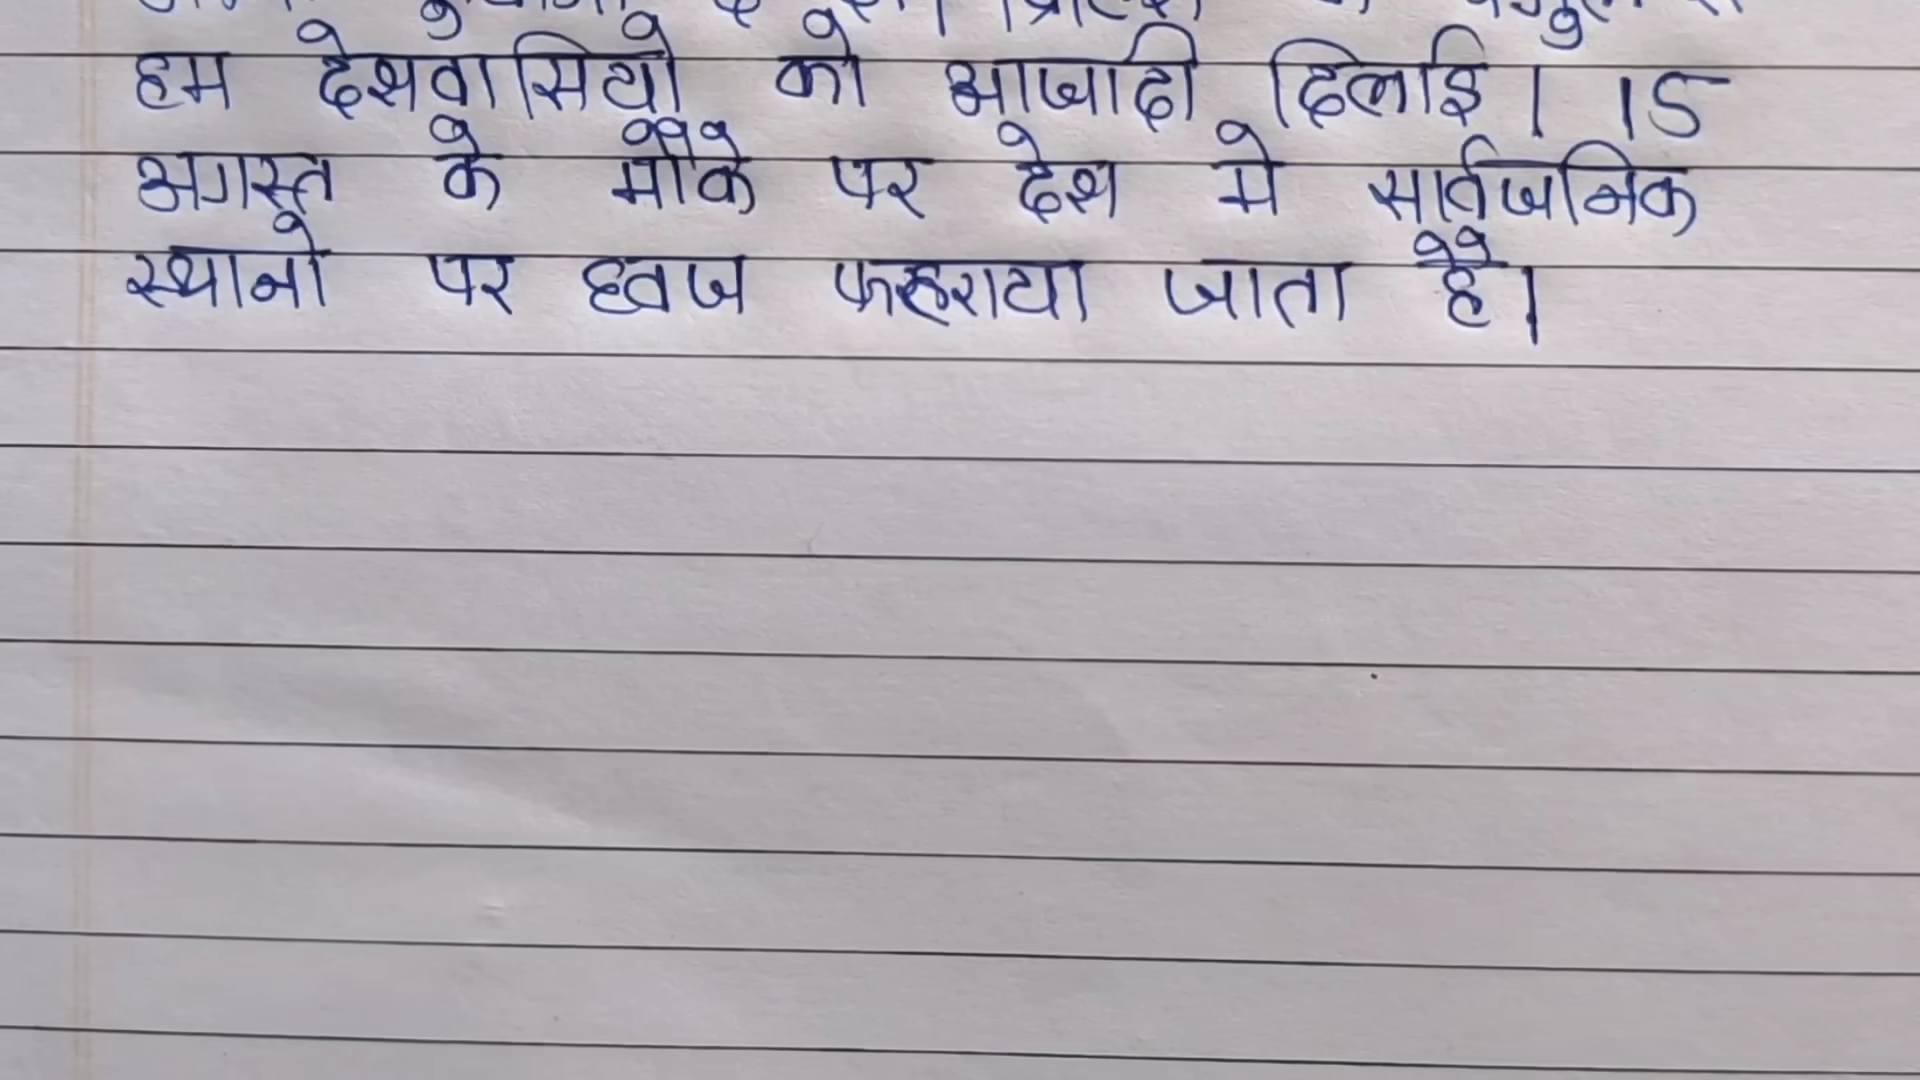 हम देशवासियो को आजादी दिलाई। 15
अगस्त के मौके पर देश मे सार्वजनिक
स्थानो पर ध्वज फहराया जाता है।